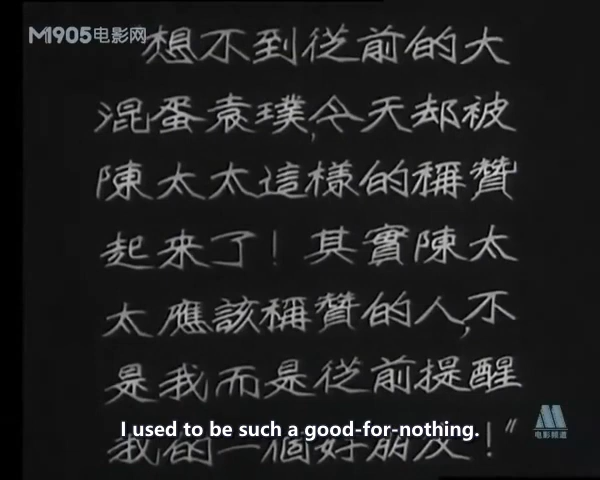 M1905电影网
想不到從前的大
混蛋袁璞,今天却被
陳太太這樣的稱贊
起來了！其實陳太
太應該稱贊的人,不
是我而是從前提醒
I used to be such a good-for-nothing.
我的一個好朋友！"
电影频道